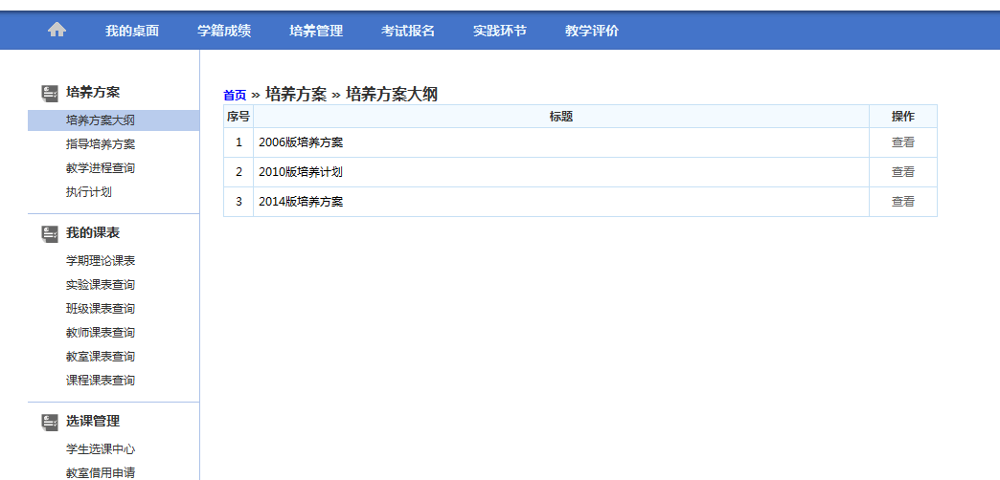 我的桌面 学籍成绩 培养管理 考试报名 实践环节 教学评价
培养方案
培养方案大纲
指导培养方案
教学进程查询
执行计划
我的课表
学期理论课表
实验课表查询
班级课表查询
教师课表查询
教室课表查询
课程课表查询
选课管理
学生选课中心
教室借用申请
首页 » 培养方案 » 培养方案大纲
序号 标题 操作
1 2006版培养方案 查看
2 2010版培养计划 查看
3 2014版培养方案 查看